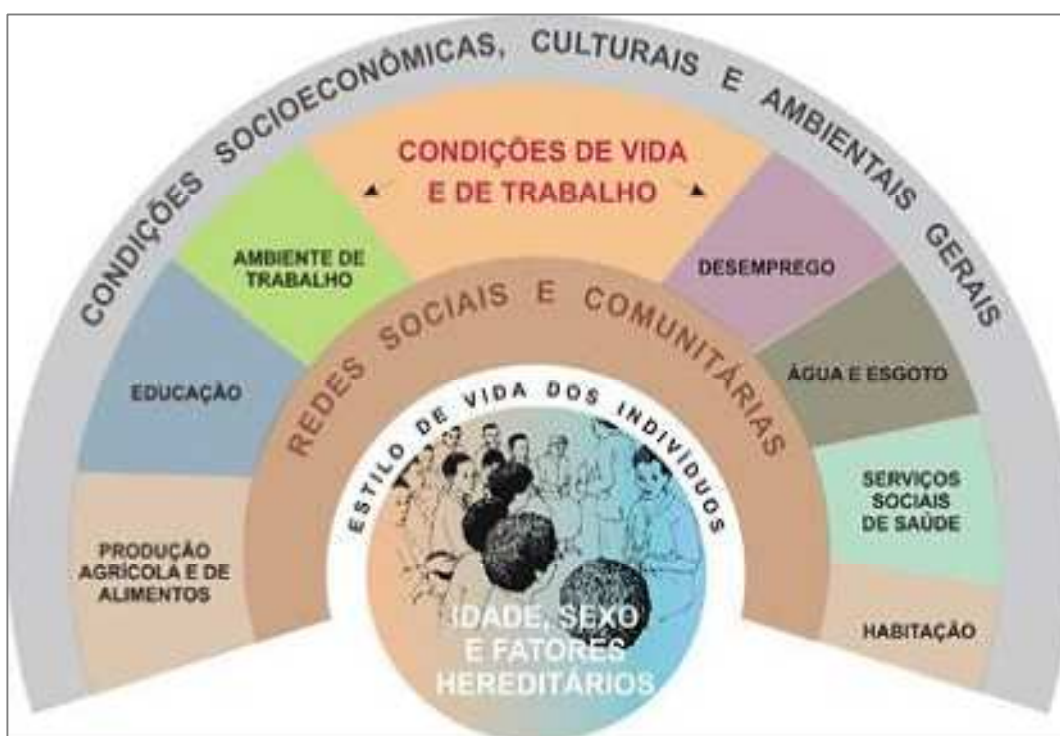 CONDIÇÕES SOCIOECONÔMICAS, CULTURAIS E AMBIENTAIS GERAIS
CONDIÇÕES DE VIDA
E DE TRABALHO
AMBIENTE DE
TRABALHO
DESEMPREGO
EDUCAÇÃO
ÁGUA E ESGOTO
PRODUÇÃO
AGRÍCOLA E DE
ALIMENTOS
SERVIÇOS
SOCIAIS
DE SAÚDE
HABITAÇÃO
REDES SOCIAIS E COMUNITÁRIAS
ESTILO DE VIDA DOS INDIVÍDUOS
IDADE, SEXO
E FATORES
HEREDITÁRIOS